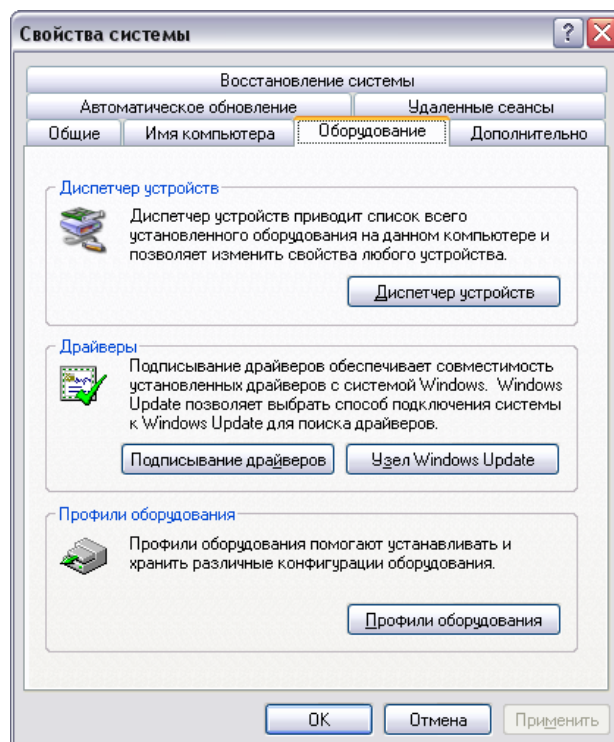 Свойства системы
Восстановление системы
Автоматическое обновление Удаленные сеансы
Общие Имя компьютера Оборудование Дополнительно
Диспетчер устройств
Диспетчер устройств приводит список всего
установленного оборудования на данном компьютере и
позволяет изменить свойства любого устройства.
Диспетчер устройств
Драйверы
Подписывание драйверов обеспечивает совместимость
установленных драйверов с системой Windows. Windows
Update позволяет выбрать способ подключения системы
к Windows Update для поиска драйверов.
Подписывание драйверов Узел Windows Update
Профили оборудования
Профили оборудования помогают устанавливать и
хранить различные конфигурации оборудования.
Профили оборудования
OK Отмена Применить